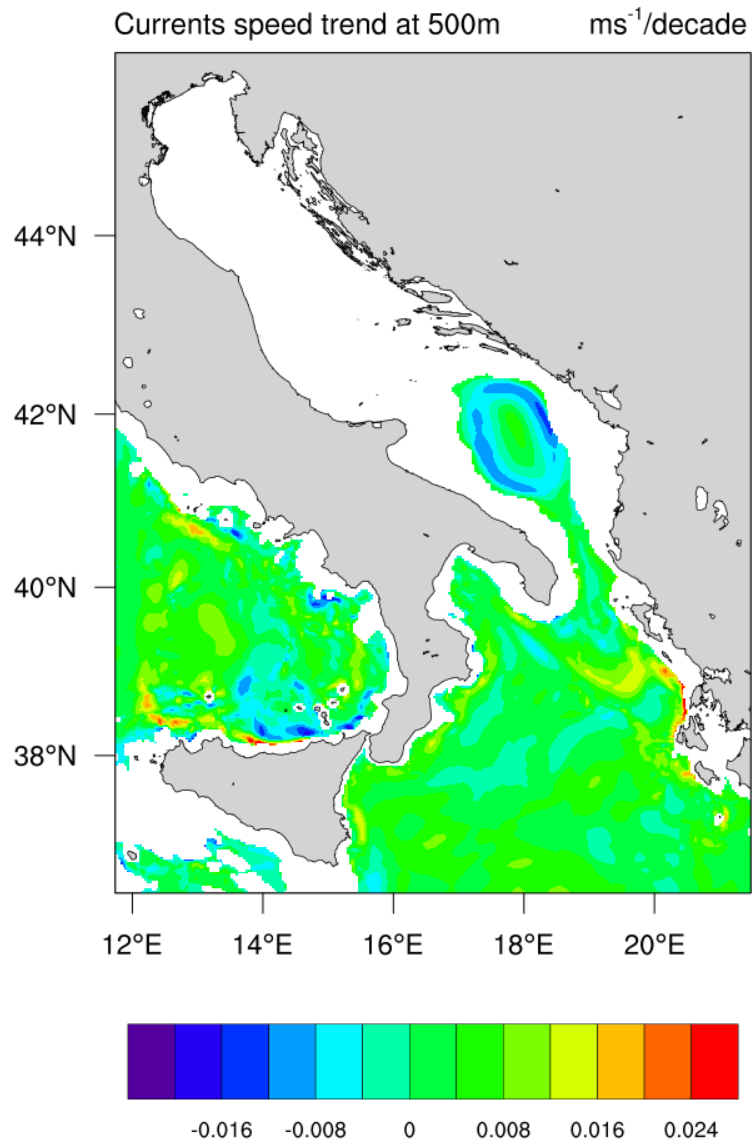 Currents speed trend at 500m ms⁻¹/decade
44°N
42°N
40°N
38°N
12°E 14°E 16°E 18°E 20°E
-0.016 -0.008 0 0.008 0.016 0.024